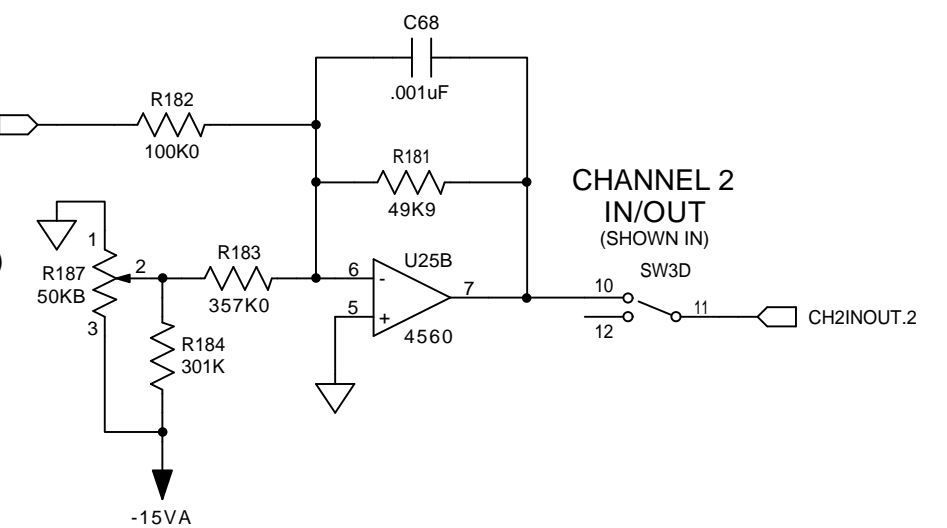 C68
.001uF
R182
100K0
R181
49K9
CHANNEL 2
IN/OUT
(SHOWN IN)
SW3D
1
2
R187
50KB
3
R183
357K0
R184
301K
-15VA
6
-
5
+
U25B
4560
7
10
12
11
CH2INOUT.2
)